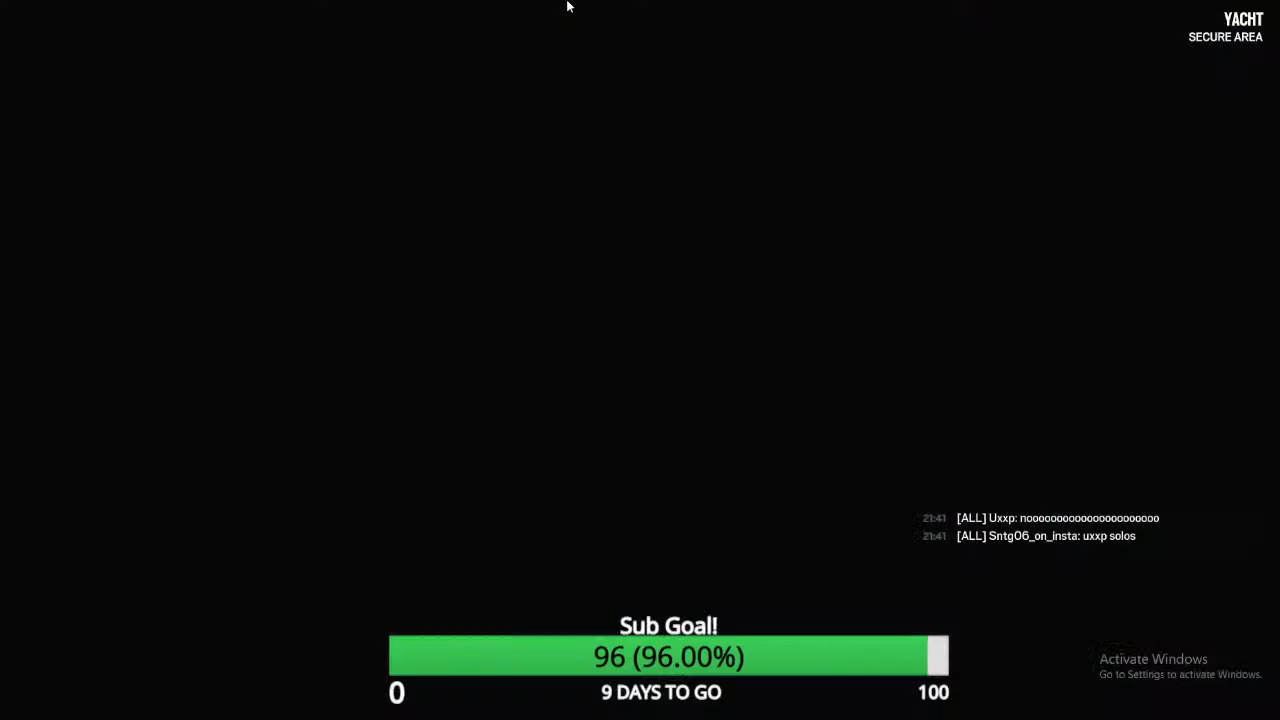 YACHT
SECURE AREA
21:41 [ALL] Uxxp: nooooooooooooooooooooooo
21:41 [ALL] Sntg06_on_insta: uxxp solos
Sub Goal!
96 (96.00%)
0 9 DAYS TO GO 100
Activate Windows
Go to Settings to activate Windows.